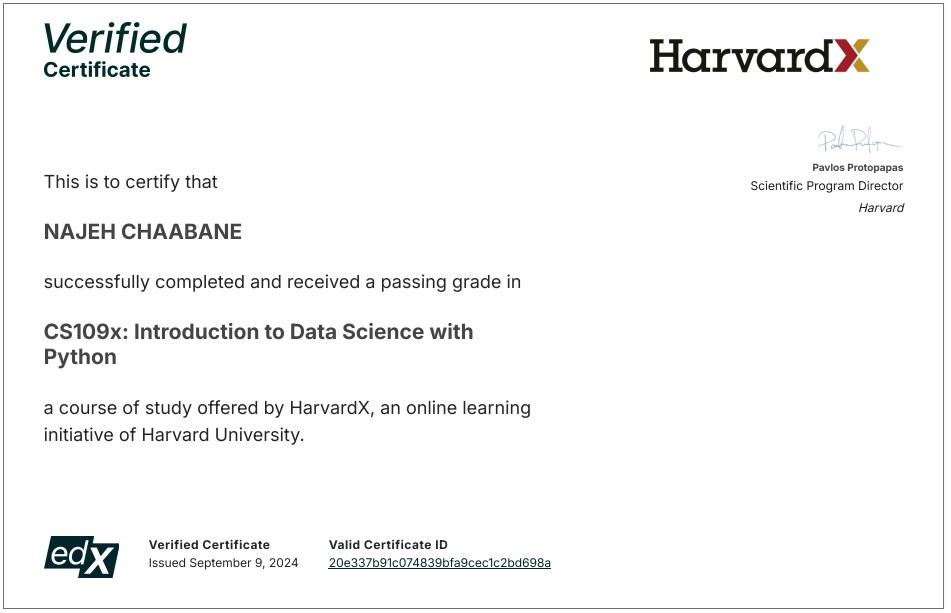 Verified
Certificate
HarvardX
Pavlos Protopapas
Scientific Program Director
Harvard
This is to certify that
NAJEH CHAABANE
successfully completed and received a passing grade in
CS109x: Introduction to Data Science with
Python
a course of study offered by HarvardX, an online learning
initiative of Harvard University.
edX
Verified Certificate
Issued September 9, 2024
Valid Certificate ID
20e337b91c074839bfa9cec1c2bd698a